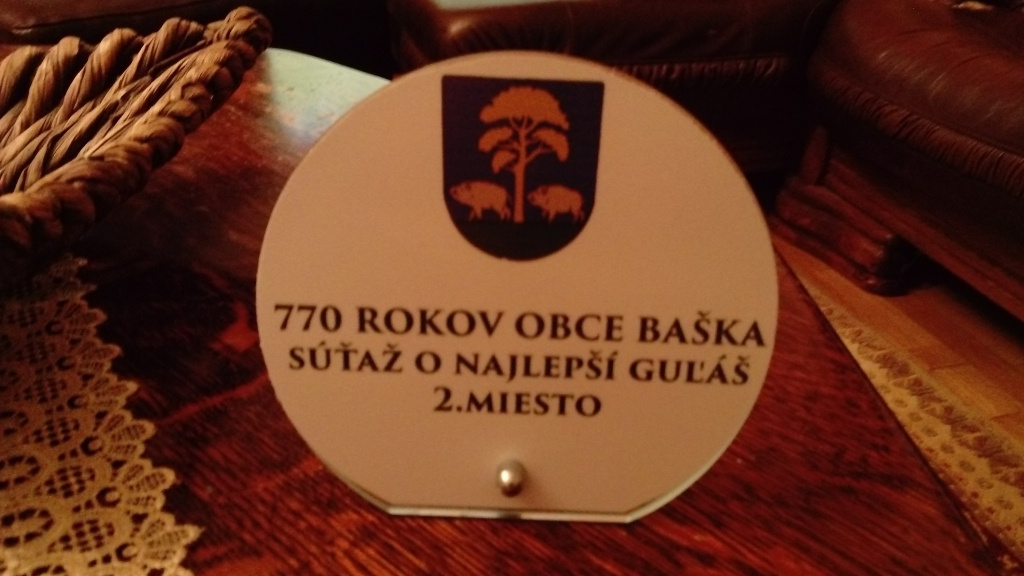 770 ROKOV OBCE BAŠKA
SÚŤAŽ O NAJLEPŠÍ GUĽÁŠ
2.MIESTO